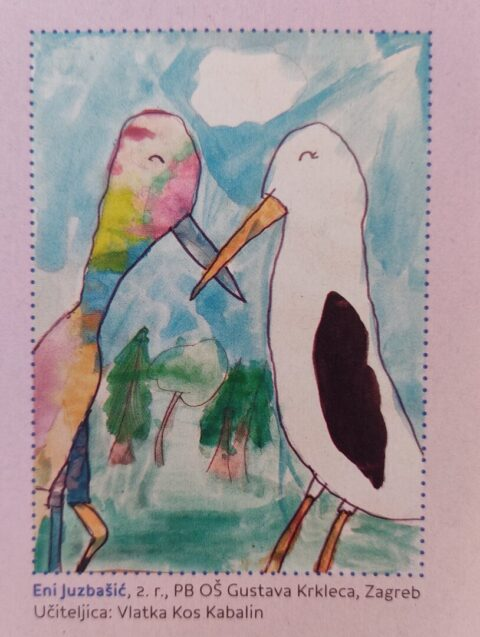 Eni Juzbašić, 2. r., PB OŠ Gustava Krkleca, Zagreb
Učiteljica: Vlatka Kos Kabalin